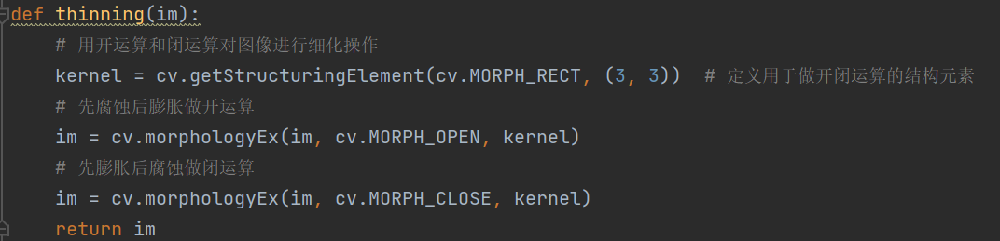 def thinning(im):
    # 用开运算和闭运算对图像进行细化操作
    kernel = cv.getStructuringElement(cv.MORPH_RECT, (3, 3))  # 定义用于做开闭运算的结构元素
    # 先腐蚀后膨胀做开运算
    im = cv.morphologyEx(im, cv.MORPH_OPEN, kernel)
    # 先膨胀后腐蚀做闭运算
    im = cv.morphologyEx(im, cv.MORPH_CLOSE, kernel)
    return im